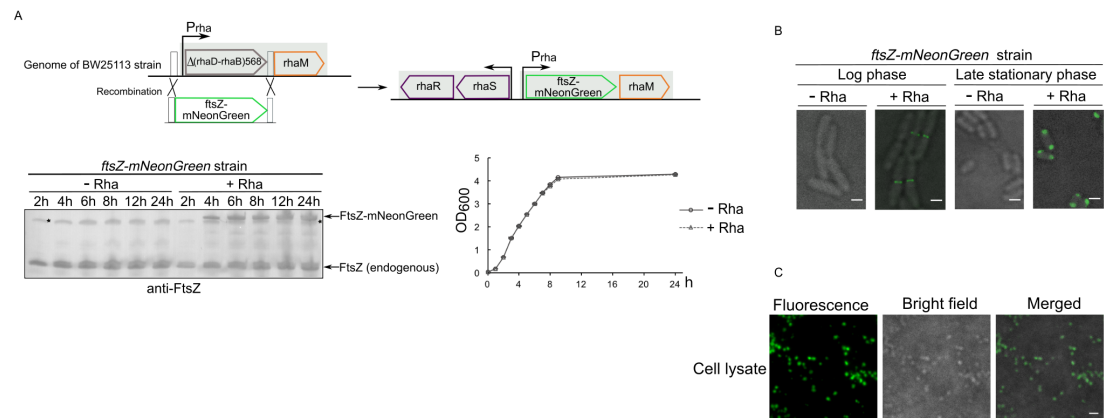 A
Prha
Genome of BW25113 strain
Δ(rhaD-rhaB)568
rhaM
Recombination
ftsZ-
mNeonGreen
Prha
rhaR
rhaS
ftsZ-
mNeonGreen
rhaM
ftsZ-mNeonGreen strain
- Rha
+ Rha
2h 4h 6h 8h 12h 24h 2h 4h 6h 8h 12h 24h
*
FtsZ-mNeonGreen
*
FtsZ (endogenous)
anti-FtsZ
OD600
5
4
3
2
1
0
0 4 8 12 16 20 24 h
- Rha
+ Rha
B
ftsZ-mNeonGreen strain
Log phase Late stationary phase
- Rha + Rha - Rha + Rha
C
Fluorescence Bright field Merged
Cell lysate